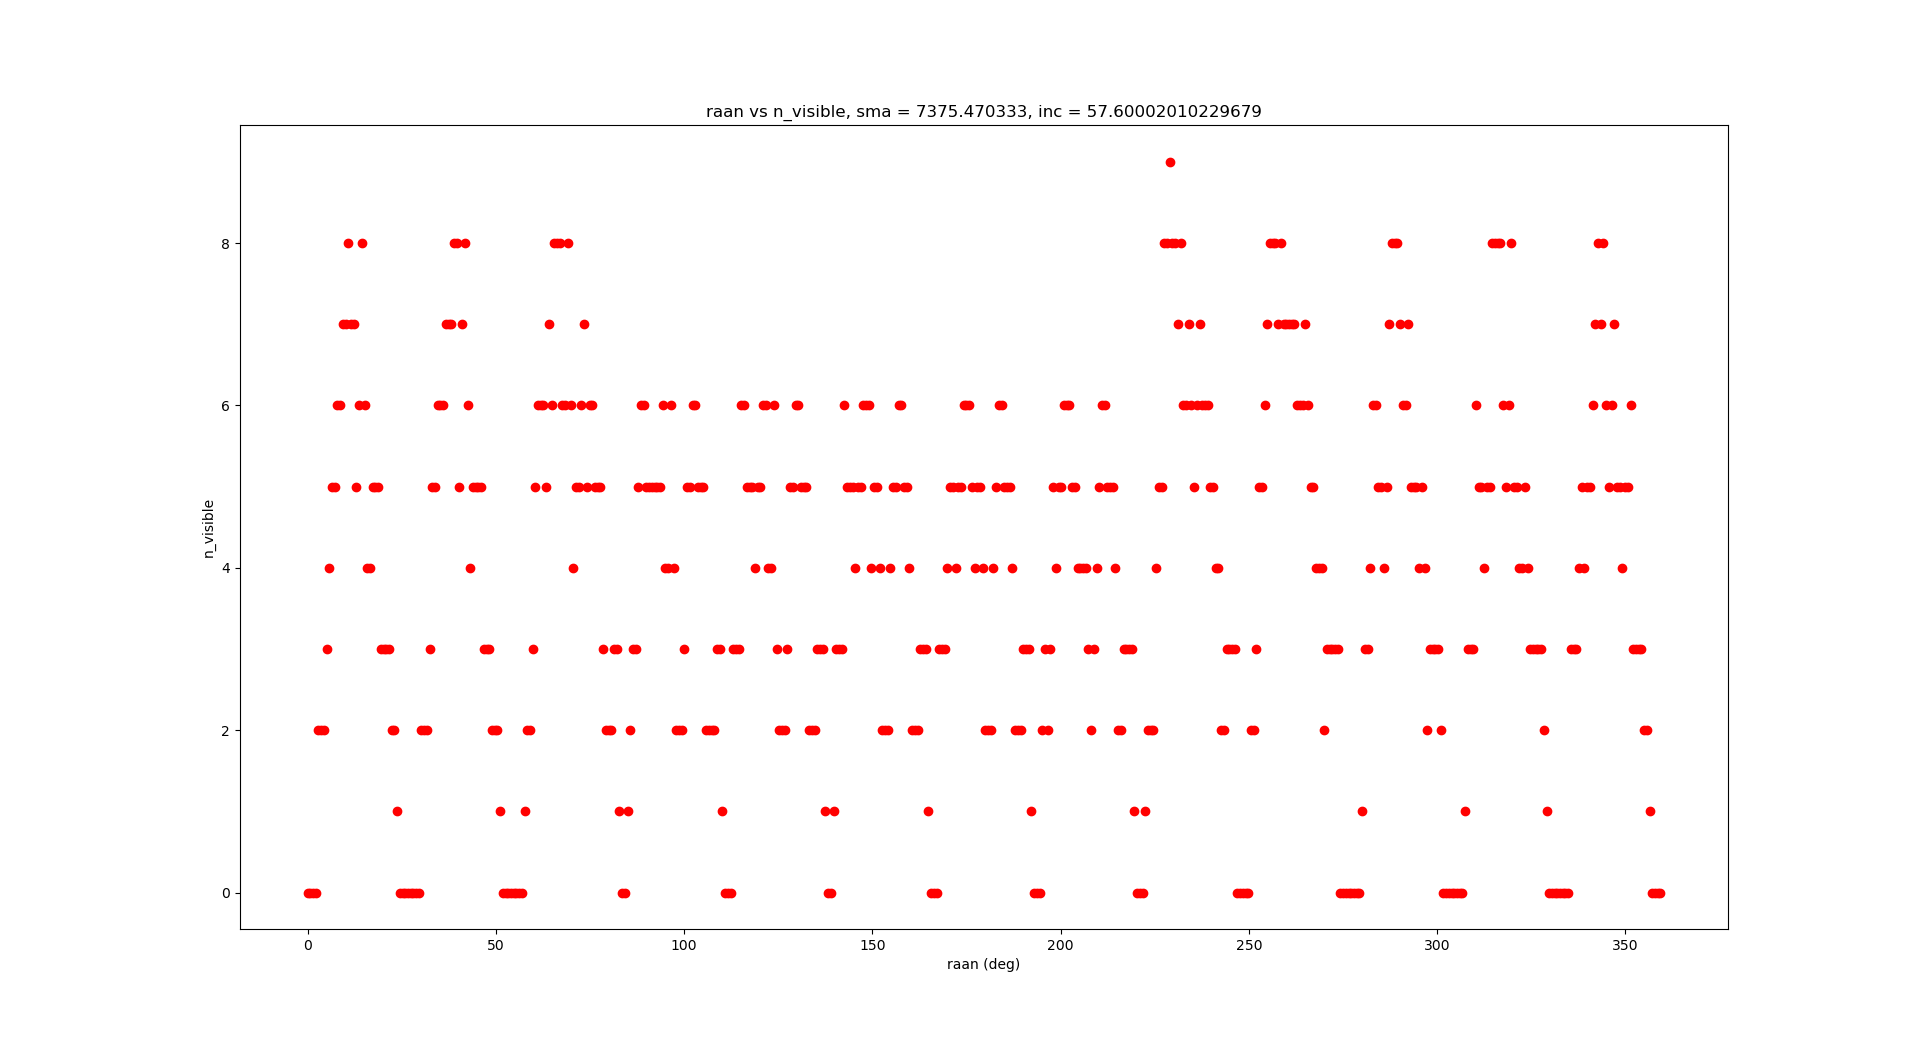 raan vs n_visible, sma = 7375.470333, inc = 57.60002010229679
8
6
4
2
0
n_visible
0 50 100 150 200 250 300 350
raan (deg)